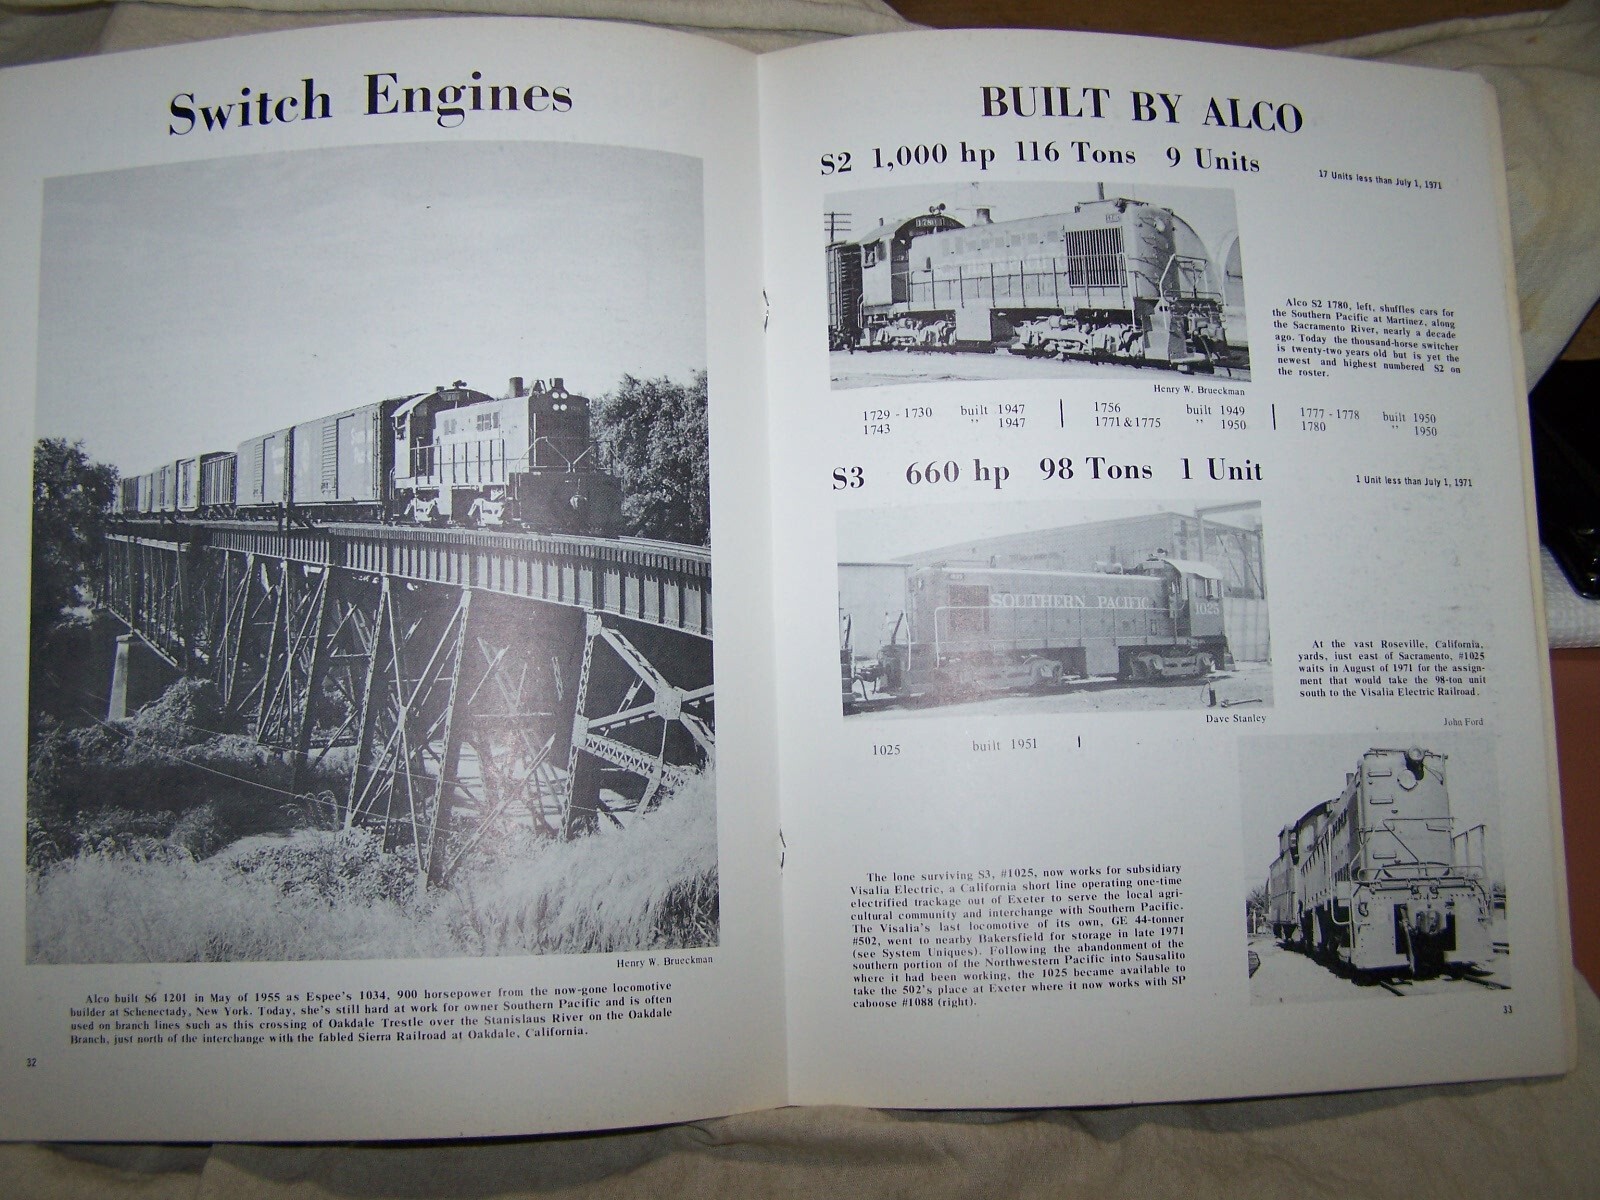 Switch Engines
Henry W. Brueckman
Alco built S6 1201 in May of 1955 as Espee's 1034, 900 horsepower from the now-gone locomotive
builder at Schenectady, New York. Today, she's still hard at work for owner Southern Pacific and is often
used on branch lines such as this crossing of Oakdale Trestle over the Stanislaus River on the Oakdale
Branch, just north of the interchange with the fabled Sierra Railroad at Oakdale, California.
32
BUILT BY ALCO
S2 1,000 hp 116 Tons 9 Units
17 Units less than July 1, 1971
Alco S2 1780, left, shuffles cars for
the Southern Pacific at Martinez, along
the Sacramento River, nearly a decade
ago. Today the thousand-horse switcher
is twenty-two years old but is yet the
newest and highest numbered S2 on
the roster.
Henry W. Brueckman
1729 - 1730 built 1947 1756 built 1949 1777 - 1778 built 1950
1743 " 1947 1771 & 1775 " 1950 1780 " 1950
S3 660 hp 98 Tons 1 Unit
1 Unit less than July 1, 1971
SOUTHERN PACIFIC 1025
At the vast Roseville, California,
yards, just east of Sacramento, #1025
waits in August of 1971 for the assign-
ment that would take the 98-ton unit
south to the Visalia Electric Railroad.
Dave Stanley
John Ford
1025 built 1951
The lone surviving S3, #1025, now works for subsidiary
Visalia Electric, a California short line operating one-time
electrified trackage out of Exeter to serve the local agri-
cultural community and interchange with Southern Pacific.
The Visalia's last locomotive of its own, GE 44-tonner
#502, went to nearby Bakersfield for storage in late 1971
(see System Uniques). Following the abandonment of the
southern portion of the Northwestern Pacific into Sausalito
where it had been working, the 1025 became available to
take the 502's place at Exeter where it now works with SP
caboose #1088 (right).
33